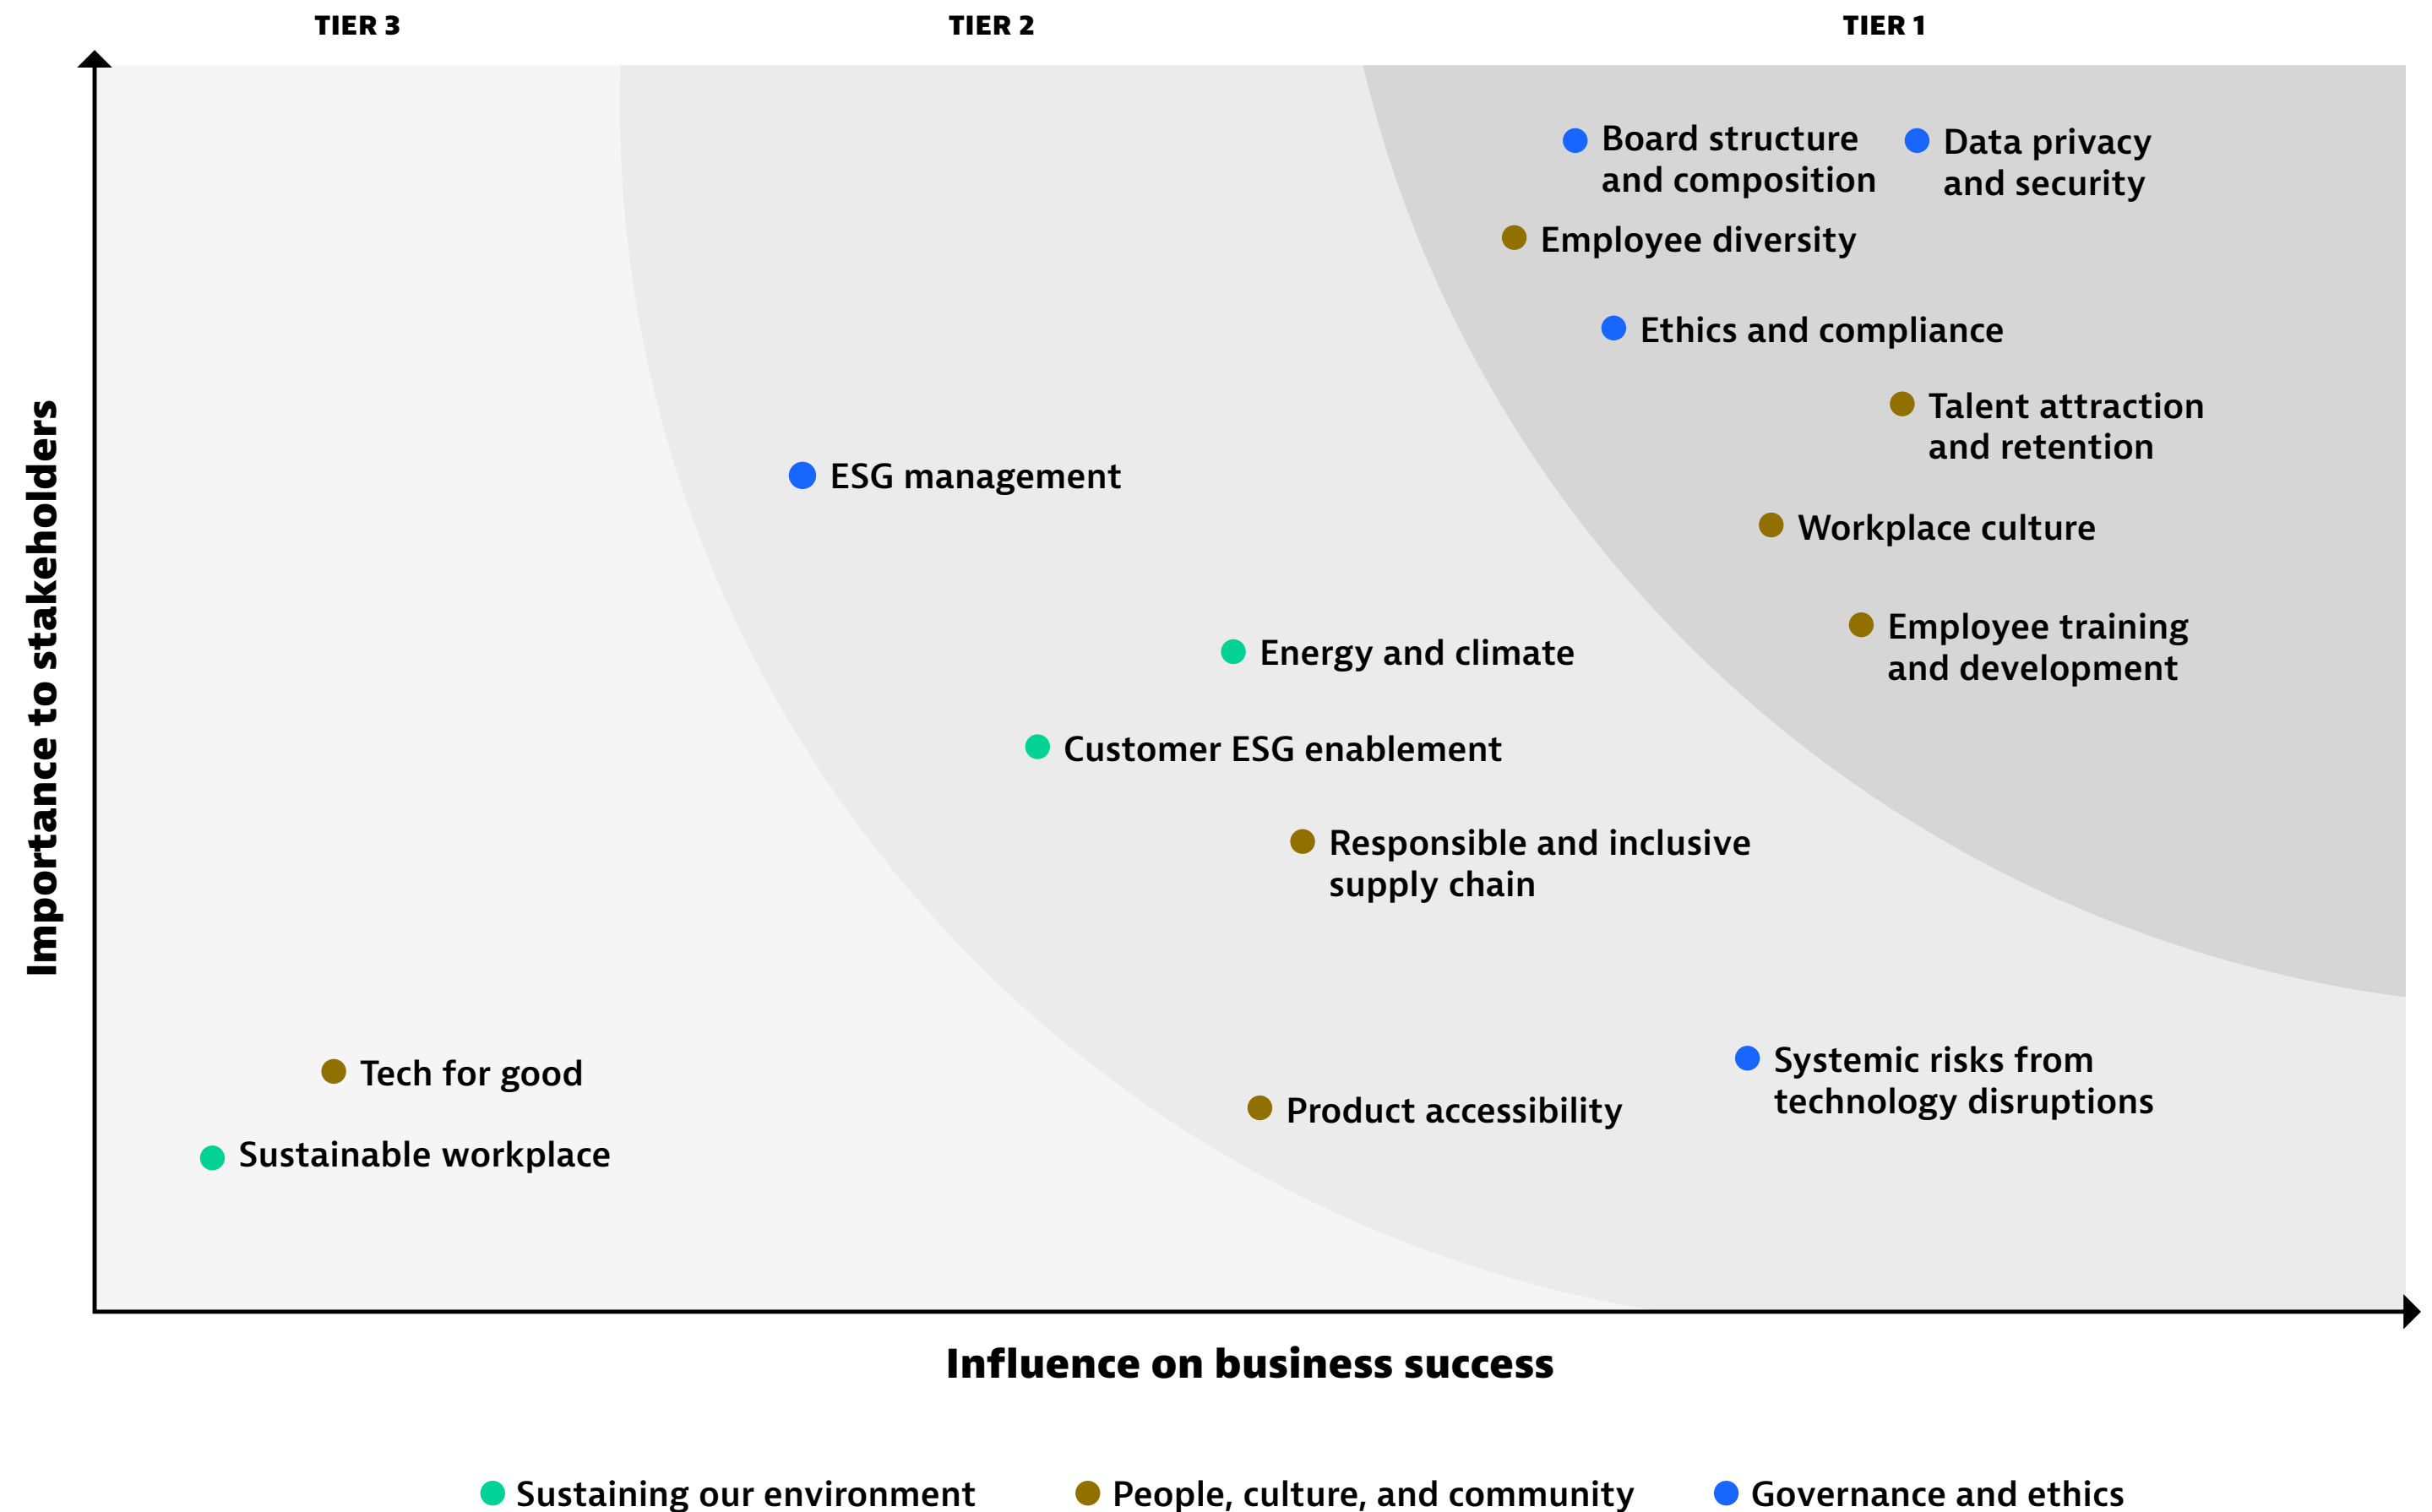 TIER 3
TIER 2
TIER 1
Importance to stakeholders
Board structure
and composition
Data privacy
and security
Employee diversity
Ethics and compliance
Talent attraction
and retention
ESG management
Workplace culture
Employee training
and development
Energy and climate
Customer ESG enablement
Responsible and inclusive
supply chain
Tech for good
Systemic risks from
technology disruptions
Product accessibility
Sustainable workplace
Influence on business success
Sustaining our environment
People, culture, and community
Governance and ethics